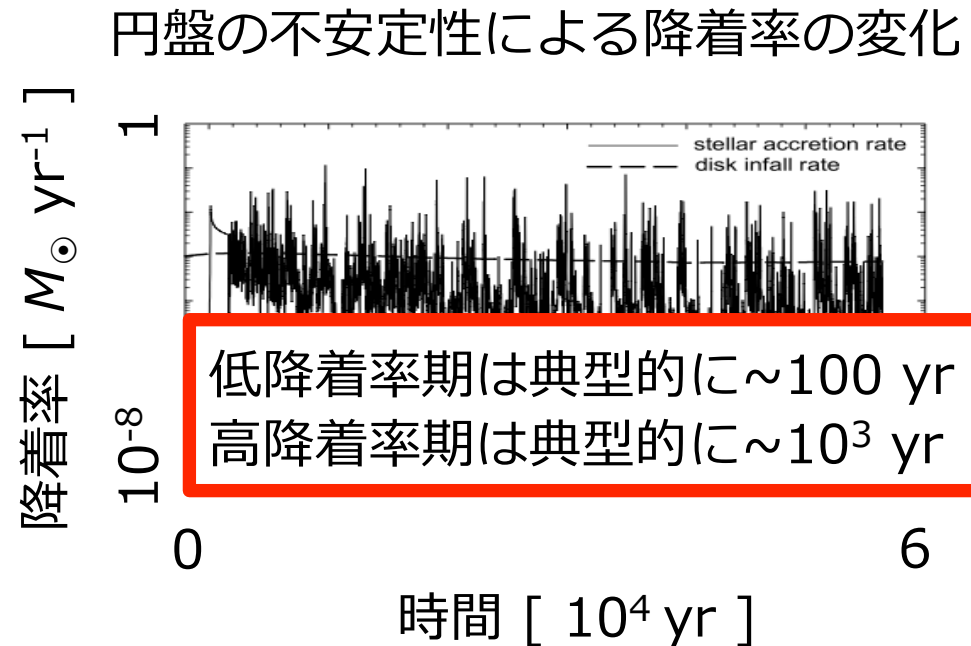 円盤の不安定性による降着率の変化
降着率 [ M☉ yr-1 ]
1
10-8
stellar accretion rate
disk infall rate
低降着率期は典型的に~100 yr
高降着率期は典型的に~10³ yr
0
6
時間 [ 10⁴ yr ]